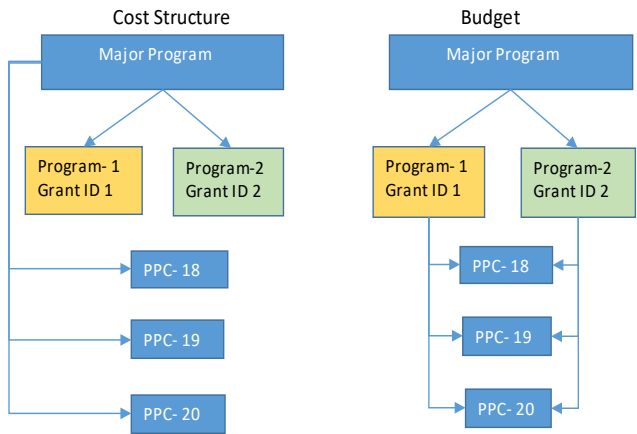 Cost Structure
Major Program
Program- 1
Grant ID 1
Program-2
Grant ID 2
PPC- 18
PPC- 19
PPC- 20
Budget
Major Program
Program- 1
Grant ID 1
Program-2
Grant ID 2
PPC- 18
PPC- 19
PPC- 20